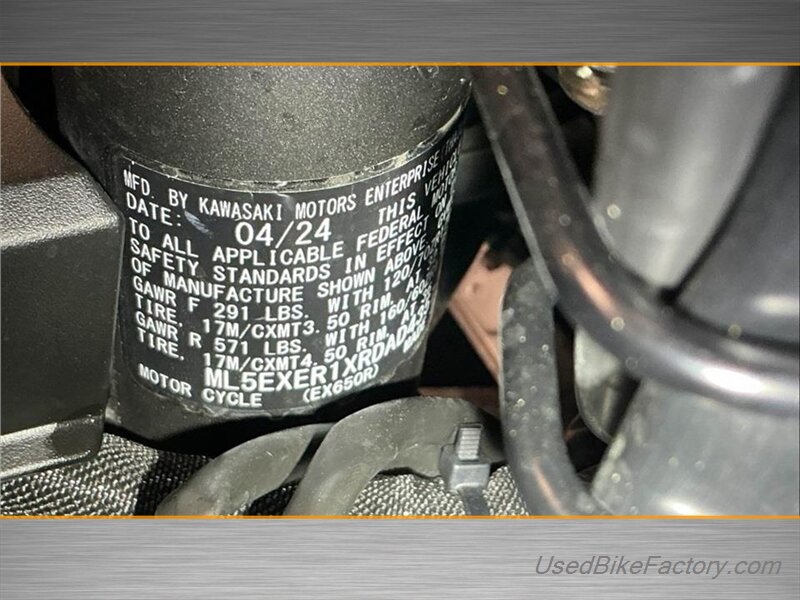 MFD. BY KAWASAKI MOTORS ENTERPRISE
DATE: 04/24 THIS VEHICLE
TO ALL APPLICABLE FEDERAL MOTOR
SAFETY STANDARDS IN EFFECT ON
OF MANUFACTURE SHOWN ABOVE.
GAWR F 291 LBS. WITH 120/70
TIRE, 17M/CXMT3.50 RIM, AT
GAWR R 571 LBS. WITH 160/60
TIRE, 17M/CXMT4.50 RIM, AT
ML5EXER1XRDAD
MOTOR CYCLE (EX650R)
UsedBikeFactory.com